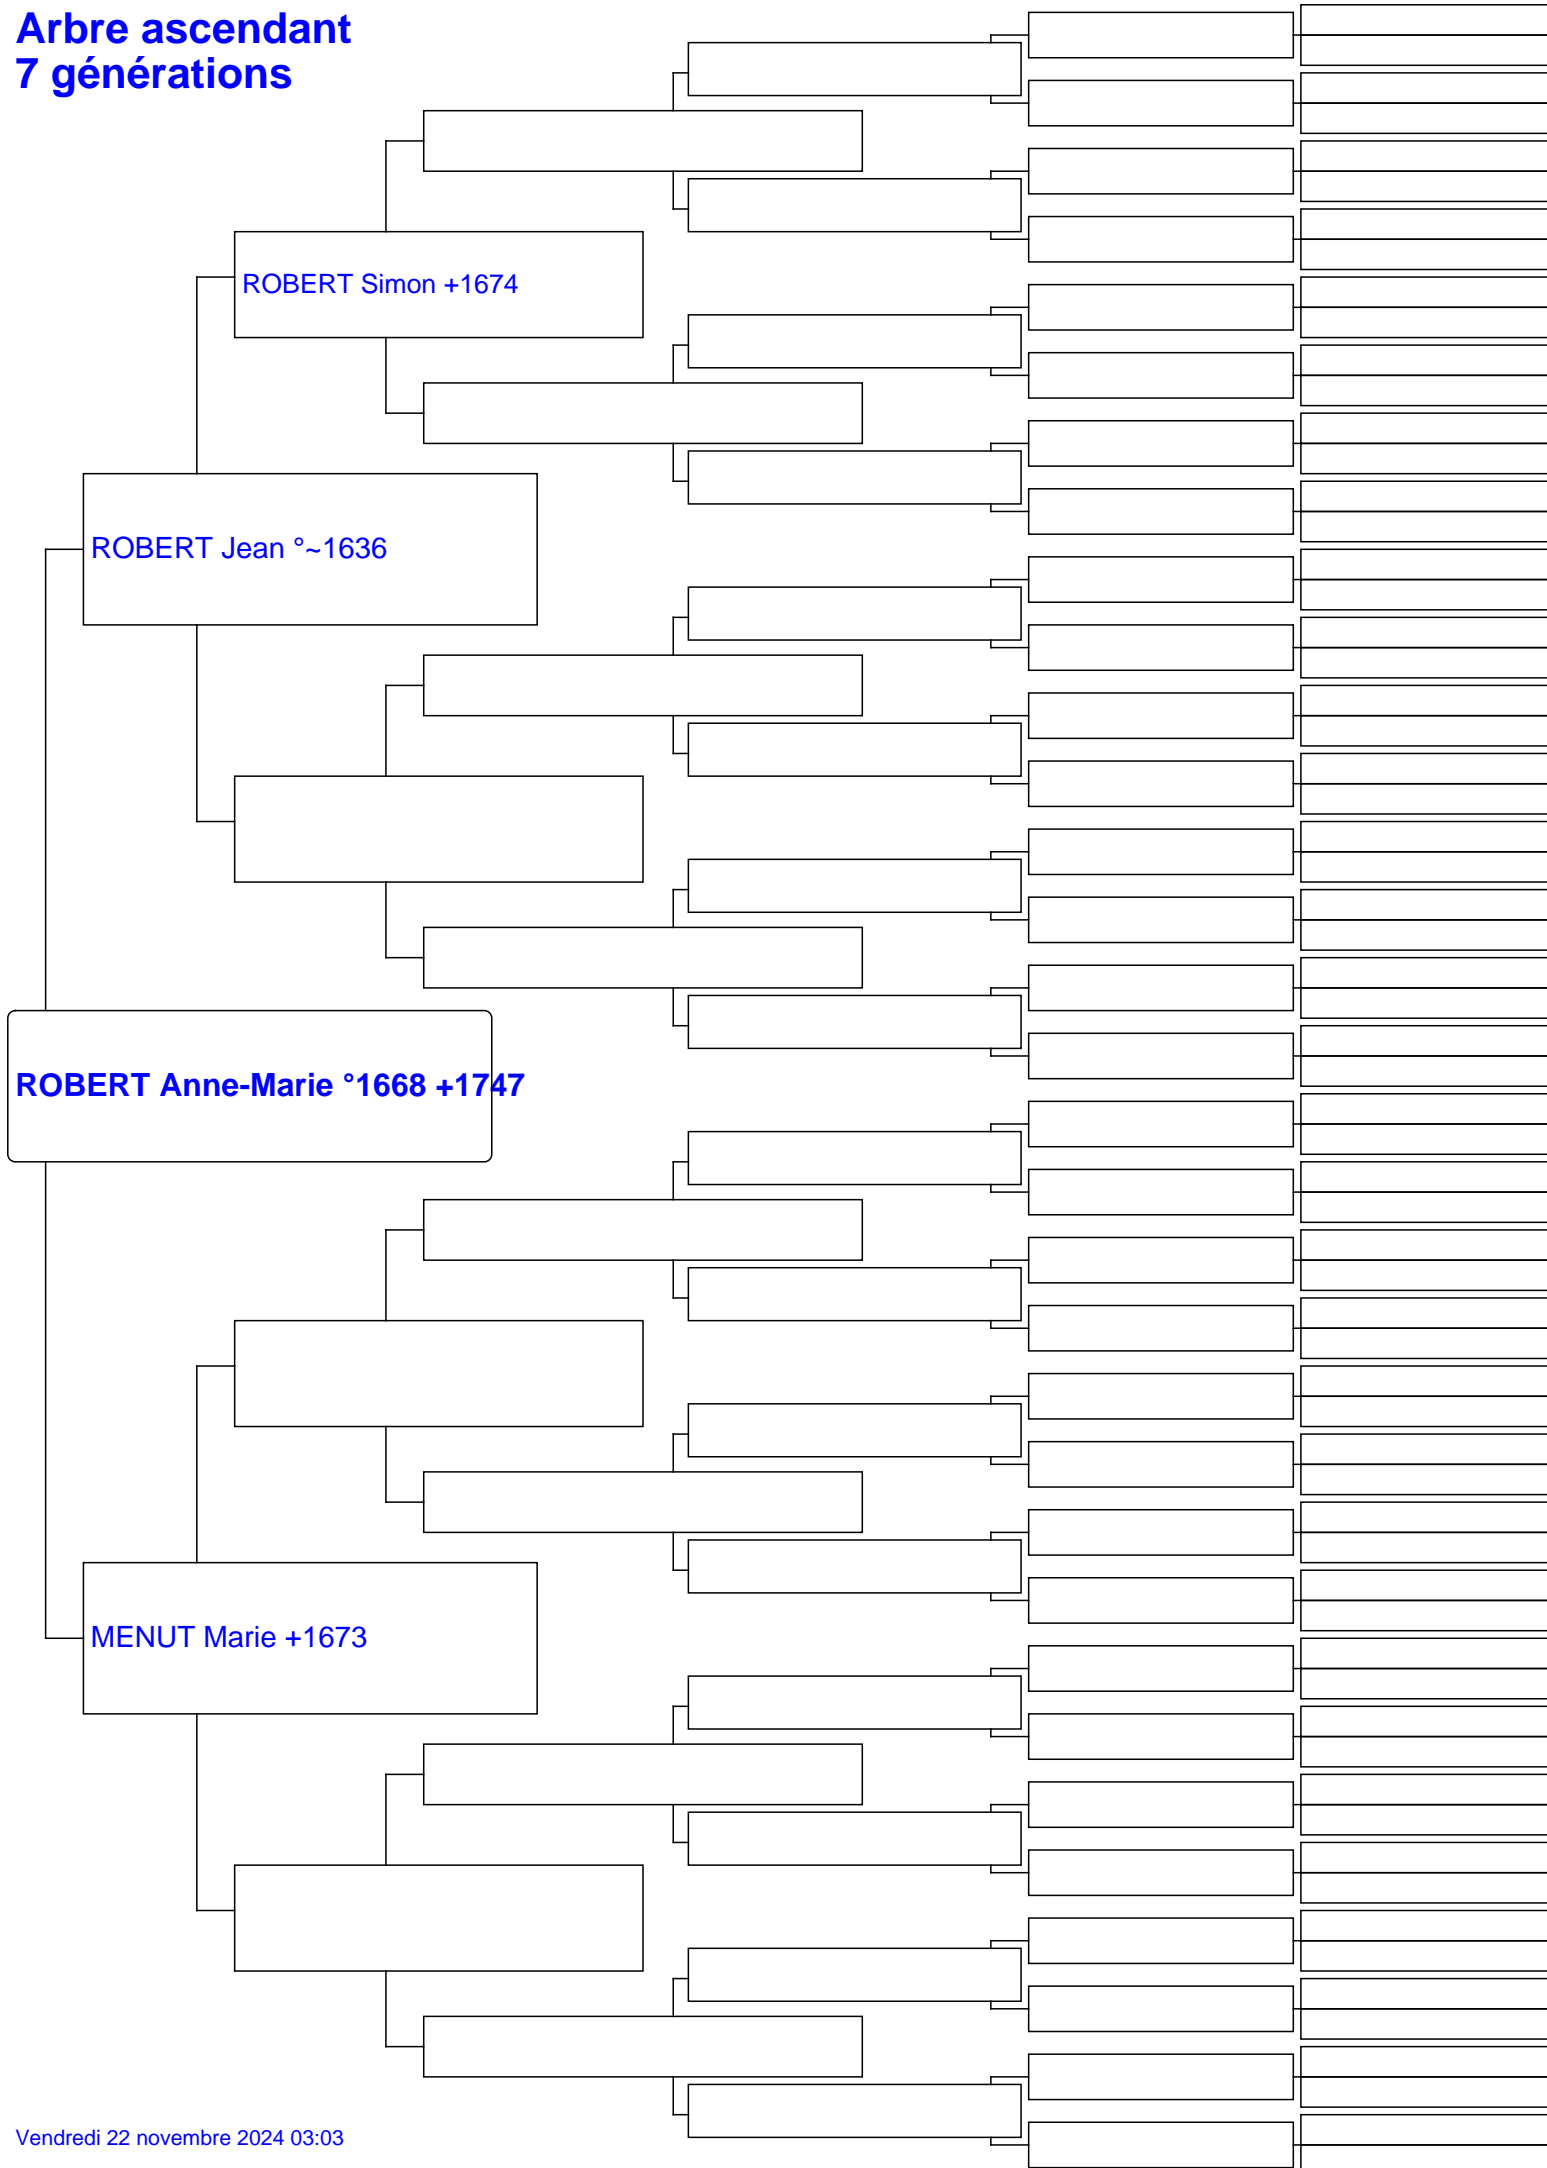 Arbre ascendant
7 générations
ROBERT Simon +1674
ROBERT Jean °~1636
ROBERT Anne-Marie °1668 +1747
MENUT Marie +1673
Vendredi 22 novembre 2024 03:03